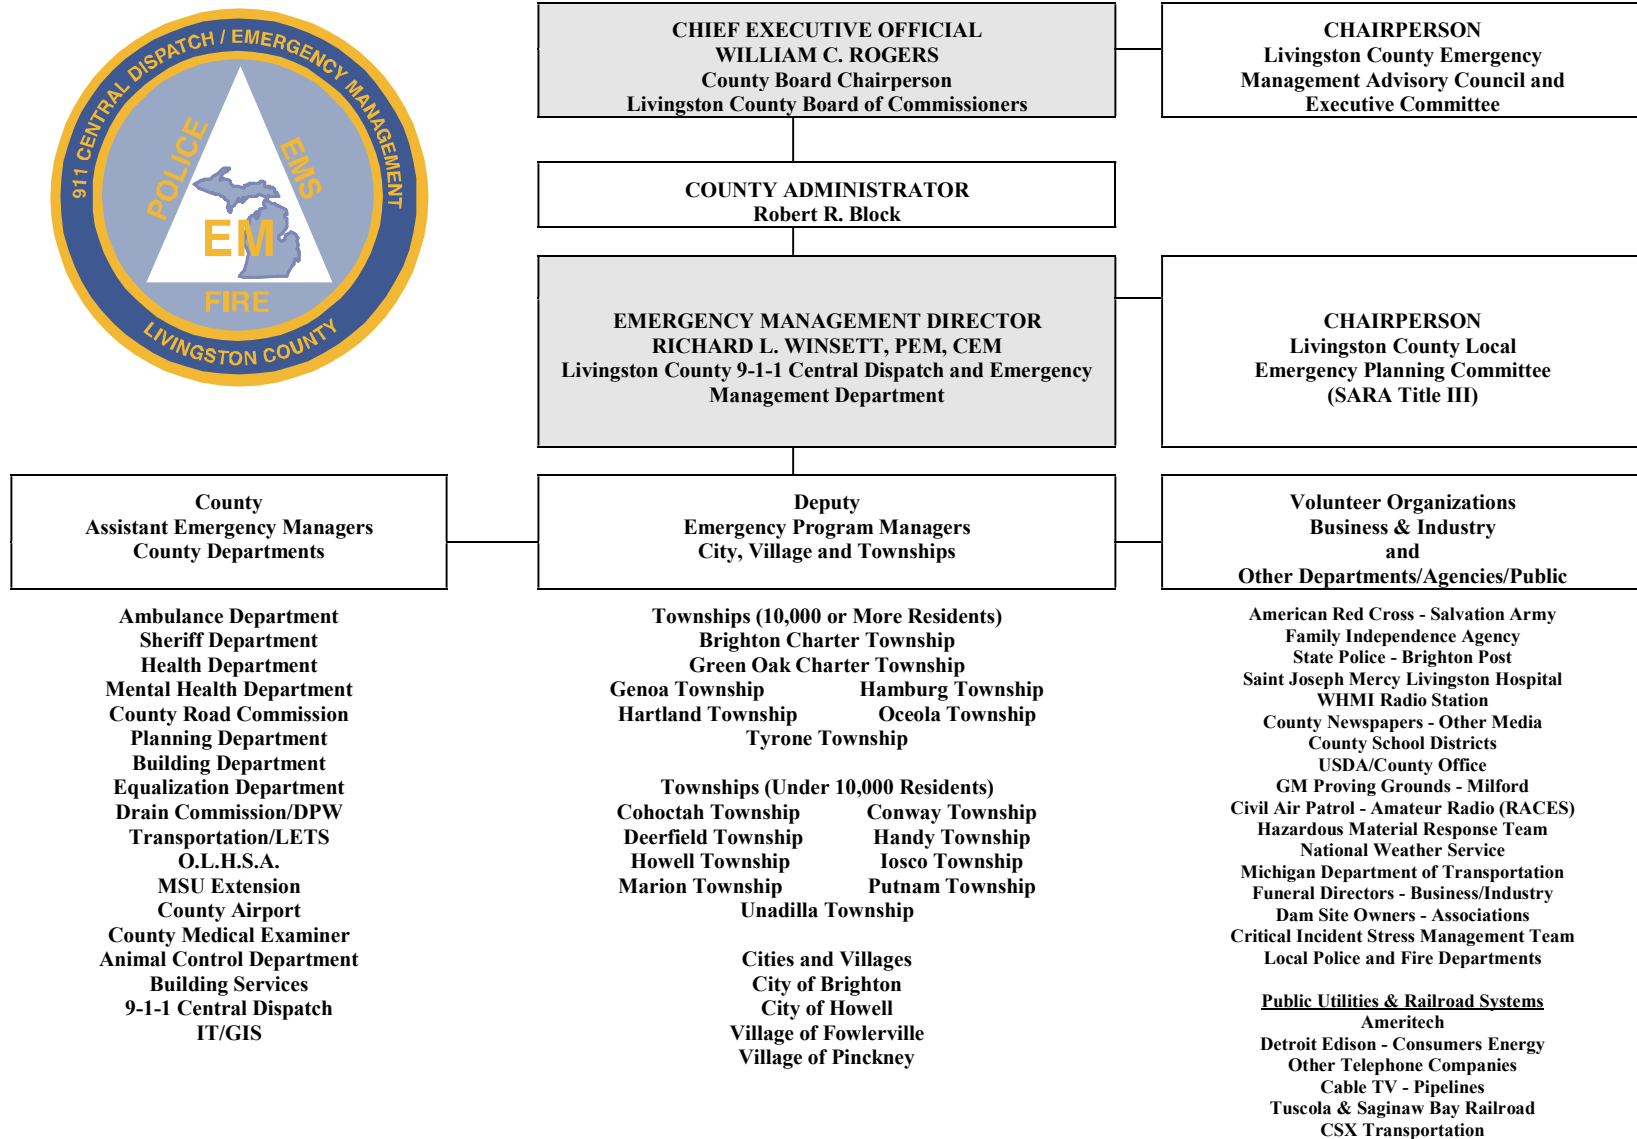 911 CENTRAL DISPATCH / EMERGENCY MANAGEMENT
POLICE
EMS
EM
FIRE
LIVINGSTON COUNTY
CHIEF EXECUTIVE OFFICIAL
WILLIAM C. ROGERS
County Board Chairperson
Livingston County Board of Commissioners
CHAIRPERSON
Livingston County Emergency
Management Advisory Council and
Executive Committee
COUNTY ADMINISTRATOR
Robert R. Block
EMERGENCY MANAGEMENT DIRECTOR
RICHARD L. WINSETT, PEM, CEM
Livingston County 9-1-1 Central Dispatch and Emergency
Management Department
CHAIRPERSON
Livingston County Local
Emergency Planning Committee
(SARA Title III)
County
Assistant Emergency Managers
County Departments
Ambulance Department
Sheriff Department
Health Department
Mental Health Department
County Road Commission
Planning Department
Building Department
Equalization Department
Drain Commission/DPW
Transportation/LETS
O.L.H.S.A.
MSU Extension
County Airport
County Medical Examiner
Animal Control Department
Building Services
9-1-1 Central Dispatch
IT/GIS
Deputy
Emergency Program Managers
City, Village and Townships
Townships (10,000 or More Residents)
Brighton Charter Township
Green Oak Charter Township
Genoa Township Hamburg Township
Hartland Township Oceola Township
Tyrone Township
Townships (Under 10,000 Residents)
Cohoctah Township Conway Township
Deerfield Township Handy Township
Howell Township Iosco Township
Marion Township Putnam Township
Unadilla Township
Cities and Villages
City of Brighton
City of Howell
Village of Fowlerville
Village of Pinckney
Volunteer Organizations
Business & Industry
and
Other Departments/Agencies/Public
American Red Cross - Salvation Army
Family Independence Agency
State Police - Brighton Post
Saint Joseph Mercy Livingston Hospital
WHMI Radio Station
County Newspapers - Other Media
County School Districts
USDA/County Office
GM Proving Grounds - Milford
Civil Air Patrol - Amateur Radio (RACES)
Hazardous Material Response Team
National Weather Service
Michigan Department of Transportation
Funeral Directors - Business/Industry
Dam Site Owners - Associations
Critical Incident Stress Management Team
Local Police and Fire Departments
Public Utilities & Railroad Systems
Ameritech
Detroit Edison - Consumers Energy
Other Telephone Companies
Cable TV - Pipelines
Tuscola & Saginaw Bay Railroad
CSX Transportation